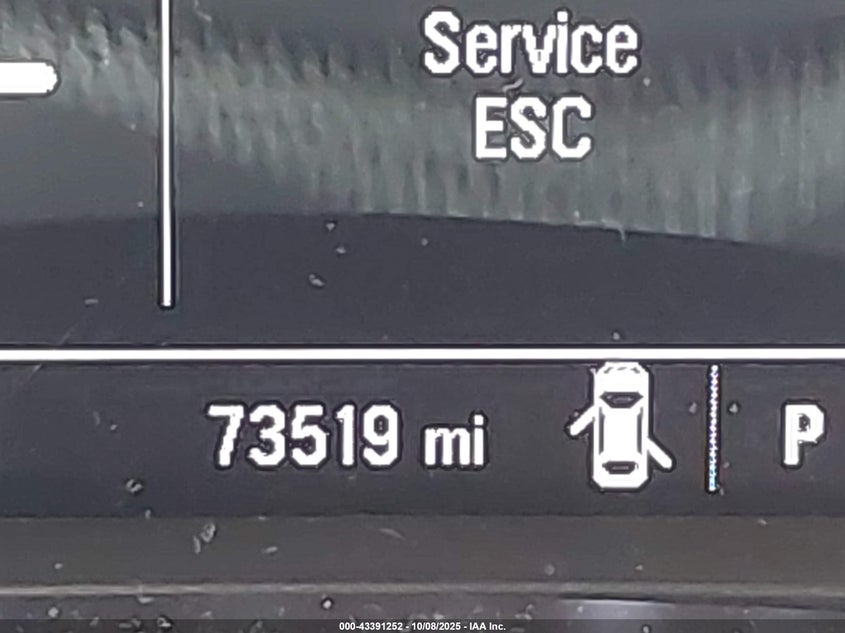 Service
ESC
73519 mi
P
000-43391252 - 10/08/2025 - IAA Inc.